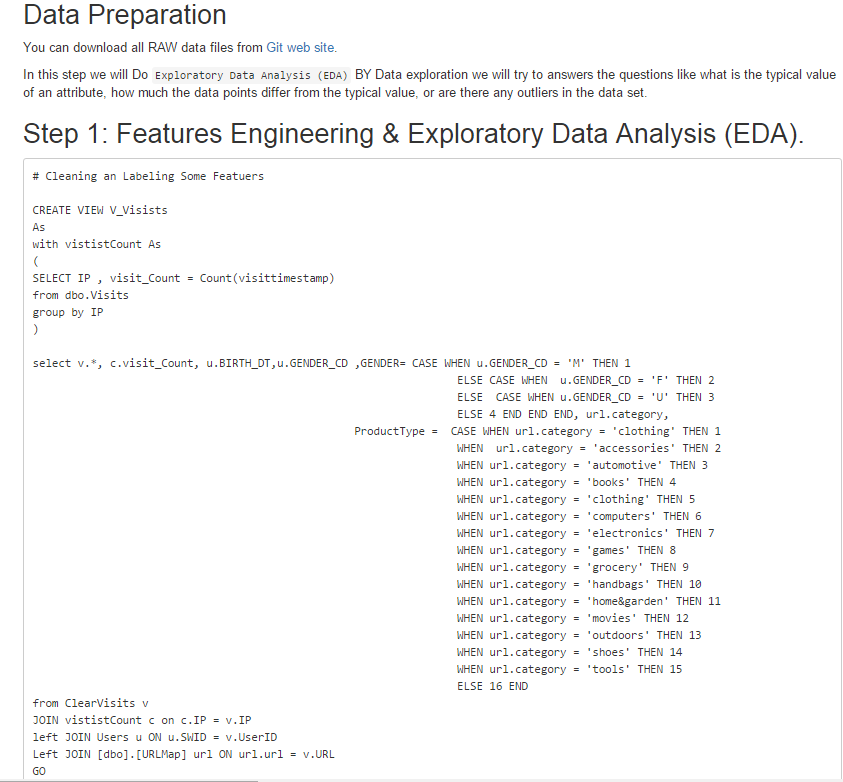 Data Preparation
You can download all RAW data files from Git web site.
In this step we will Do Exploratory Data Analysis (EDA) BY Data exploration we will try to answers the questions like what is the typical value
of an attribute, how much the data points differ from the typical value, or are there any outliers in the data set.
Step 1: Features Engineering & Exploratory Data Analysis (EDA).
# Cleaning an Labeling Some Featuers
CREATE VIEW V_Visists
As
with vististCount As
(
SELECT IP , visit_Count = Count(visittimestamp)
from dbo.Visits
group by IP
)
select v.*, c.visit_Count, u.BIRTH_DT,u.GENDER_CD ,GENDER= CASE WHEN u.GENDER_CD = 'M' THEN 1
ELSE CASE WHEN  u.GENDER_CD = 'F' THEN 2
ELSE  CASE WHEN u.GENDER_CD = 'U' THEN 3
ELSE 4 END END END, url.category,
ProductType =  CASE WHEN url.category = 'clothing' THEN 1
WHEN  url.category = 'accessories' THEN 2
WHEN url.category = 'automotive' THEN 3
WHEN url.category = 'books' THEN 4
WHEN url.category = 'clothing' THEN 5
WHEN url.category = 'computers' THEN 6
WHEN url.category = 'electronics' THEN 7
WHEN url.category = 'games' THEN 8
WHEN url.category = 'grocery' THEN 9
WHEN url.category = 'handbags' THEN 10
WHEN url.category = 'home&garden' THEN 11
WHEN url.category = 'movies' THEN 12
WHEN url.category = 'outdoors' THEN 13
WHEN url.category = 'shoes' THEN 14
WHEN url.category = 'tools' THEN 15
ELSE 16 END
from ClearVisits v
JOIN vististCount c on c.IP = v.IP
left JOIN Users u ON u.SWID = v.UserID
Left JOIN [dbo].[URLMap] url ON url.url = v.URL
GO